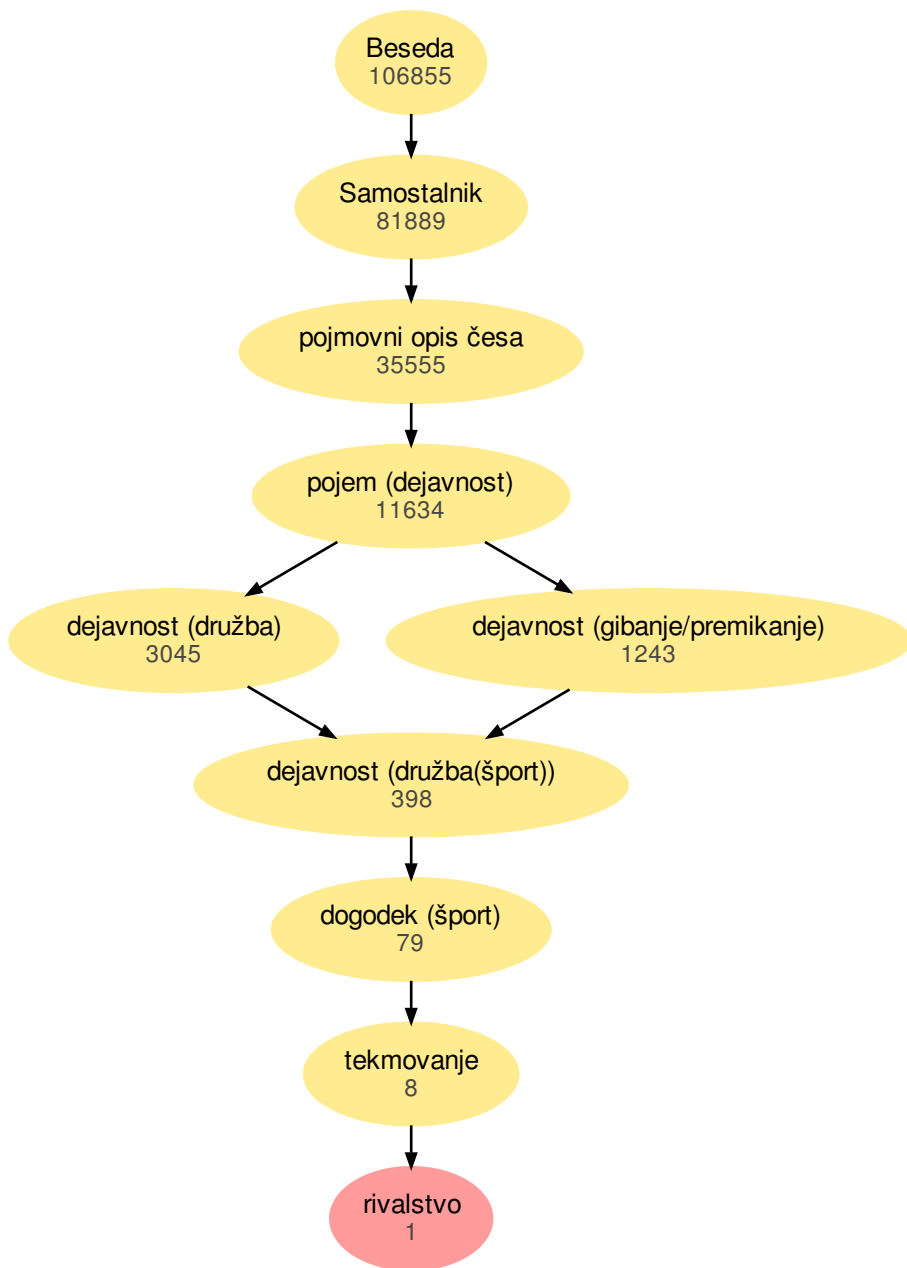 Beseda
106855
Samostalnik
81889
pojmovni opis česa
35555
pojem (dejavnost)
11634
dejavnost (družba)
3045
dejavnost (gibanje/premikanje)
1243
dejavnost (družba(šport))
398
dogodek (šport)
79
tekmovanje
8
rivalstvo
1